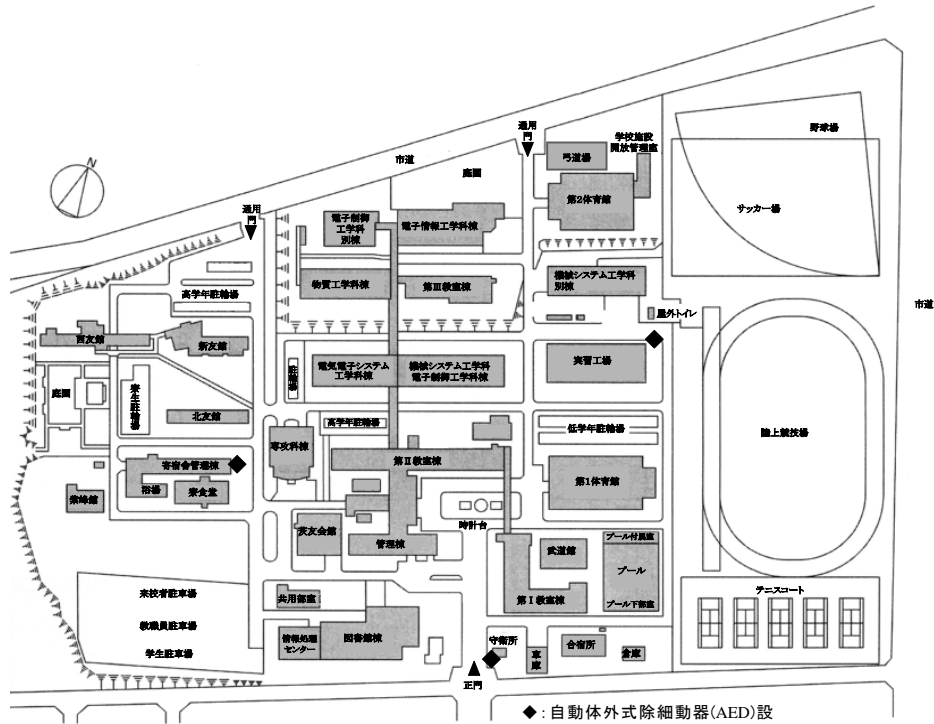 N
市道
通用
門
通用
門
庭園
弓道場
学校施設
開放管理室
野球場
第2体育館
サッカー場
電子制御
工学科
別棟
電子情報工学科棟
物質工学科棟
第Ⅲ教室棟
機械システム工学科
別棟
屋外トイレ
市道
高学年駐輪場
西友館
新友館
電気電子システム
工学科棟
機械システム工学科
電子制御工学科棟
実習工場
駐輪場
庭園
寮生駐輪場
北友館
高学年駐輪場
低学年駐輪場
陸上競技場
専攻科棟
第Ⅱ教室棟
寄宿舎管理棟
浴場
寮食堂
紫峰館
第1体育館
時計台
茨友会館
管理棟
武道館
プール付属室
プール
プール下部室
第Ⅰ教室棟
テニスコート
来校者駐車場
教職員駐車場
学生駐車場
共用部室
情報処理
センター
図書館棟
守衛所
車庫
合宿所
倉庫
正門
◆:自動体外式除細動器(AED)設